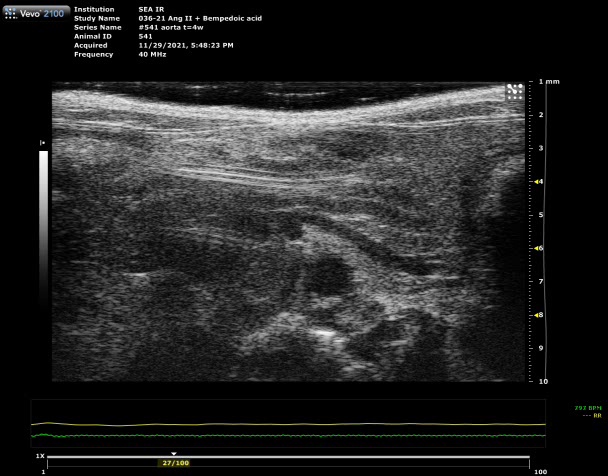 Vevo 2100
Institution SEA IR
Study Name 036-21 Ang II + Bempedoic acid
Series Name #541 aorta t=4w
Animal ID 541
Acquired 11/29/2021, 5:48:23 PM
Frequency 40 MHz
1 mm
2
3
4
5
6
7
8
9
10
292 BPM
--- RR
1X
27/100
1
100